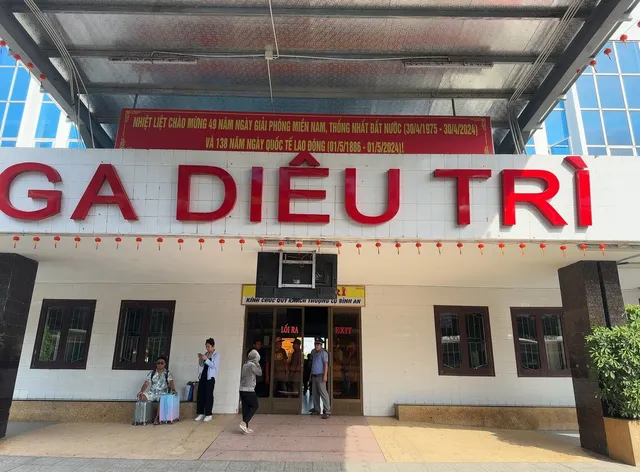 NHIỆT LIỆT CHÀO MỪNG 49 NĂM NGÀY GIẢI PHÓNG MIỀN NAM, THỐNG NHẤT ĐẤT NƯỚC (30/4/1975 - 30/4/2024)
VÀ 138 NĂM NGÀY QUỐC TẾ LAO ĐỘNG (01/5/1886 - 01/5/2024)!
GA DIÊU TRÌ
KÍNH CHÚC QUÝ KHÁCH THƯỢNG LỘ BÌNH AN
LỐI RA
EXIT